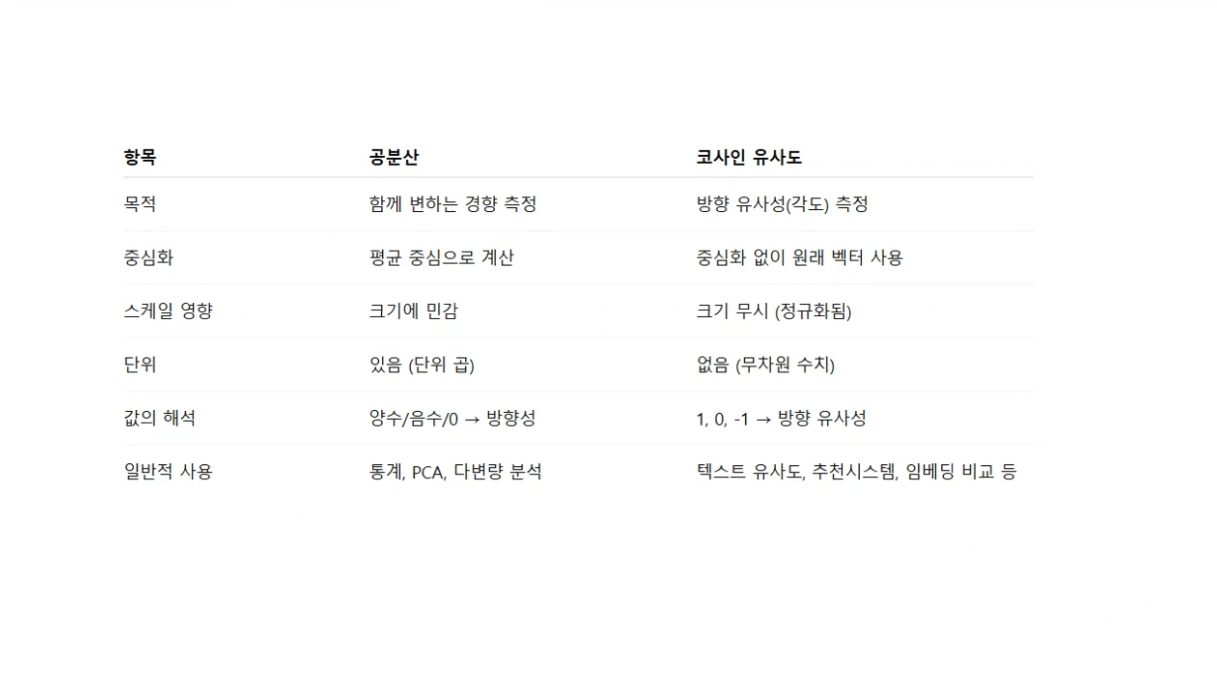 항목 공분산 코사인 유사도
목적 함께 변하는 경향 측정 방향 유사성(각도) 측정
중심화 평균 중심으로 계산 중심화 없이 원래 벡터 사용
스케일 영향 크기에 민감 크기 무시 (정규화됨)
단위 있음 (단위 곱) 없음 (무차원 수치)
값의 해석 양수/음수/0 → 방향성 1, 0, -1 → 방향 유사성
일반적 사용 통계, PCA, 다변량 분석 텍스트 유사도, 추천시스템, 임베딩 비교 등